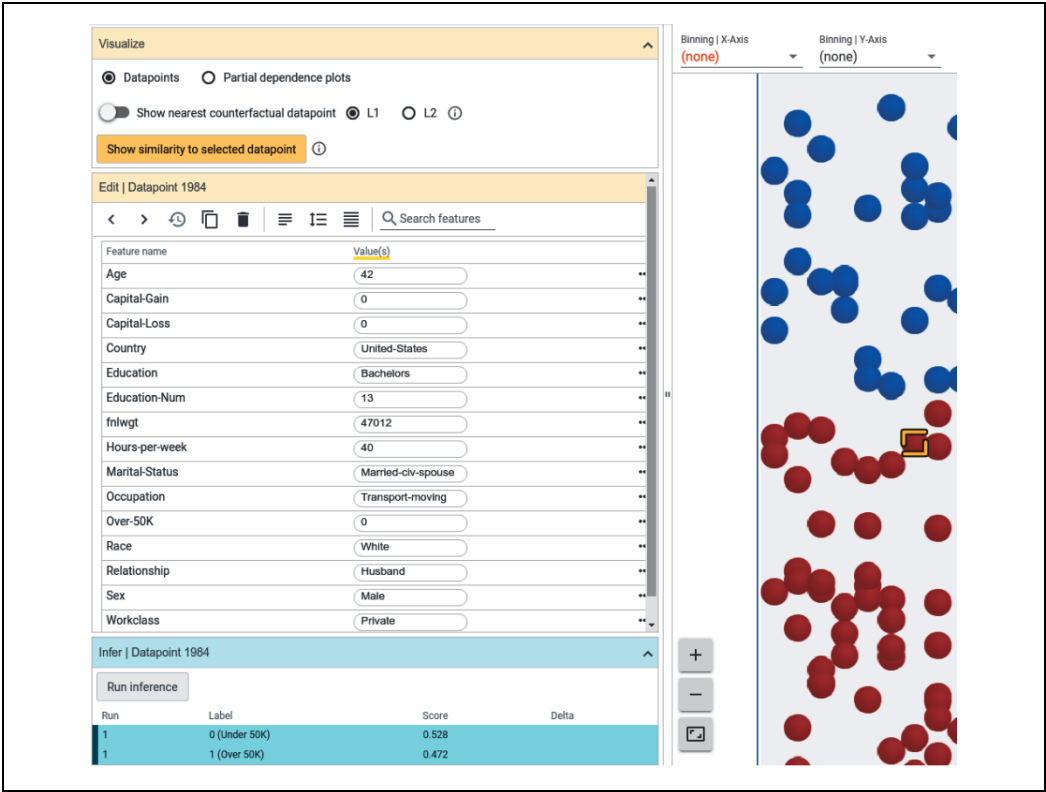 Visualize
Datapoints Partial dependence plots
Show nearest counterfactual datapoint L1 L2
Show similarity to selected datapoint
Edit | Datapoint 1984
Search features
Feature name Value(s)
Age 42
Capital-Gain 0
Capital-Loss 0
Country United-States
Education Bachelors
Education-Num 13
fnlwgt 47012
Hours-per-week 40
Marital-Status Married-civ-spouse
Occupation Transport-moving
Over-50K 0
Race White
Relationship Husband
Sex Male
Workclass Private
Infer | Datapoint 1984
Run inference
Run Label Score Delta
1 0 (Under 50K) 0.528
1 1 (Over 50K) 0.472
Binning | X-Axis Binning | Y-Axis
(none) (none)